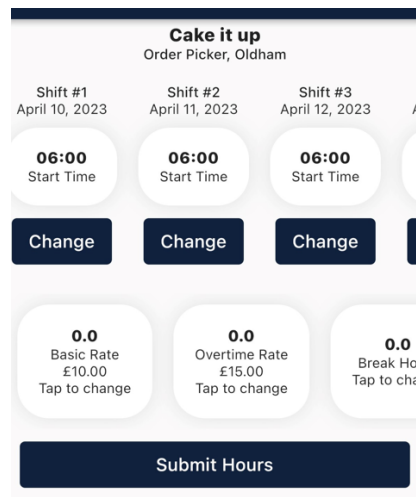 Cake it up
Order Picker, Oldham
Shift #1
April 10, 2023
06:00
Start Time
Change
Shift #2
April 11, 2023
06:00
Start Time
Change
Shift #3
April 12, 2023
06:00
Start Time
Change
0.0
Basic Rate
£10.00
Tap to change
0.0
Overtime Rate
£15.00
Tap to change
0.0
Break
Tap to
Submit Hours